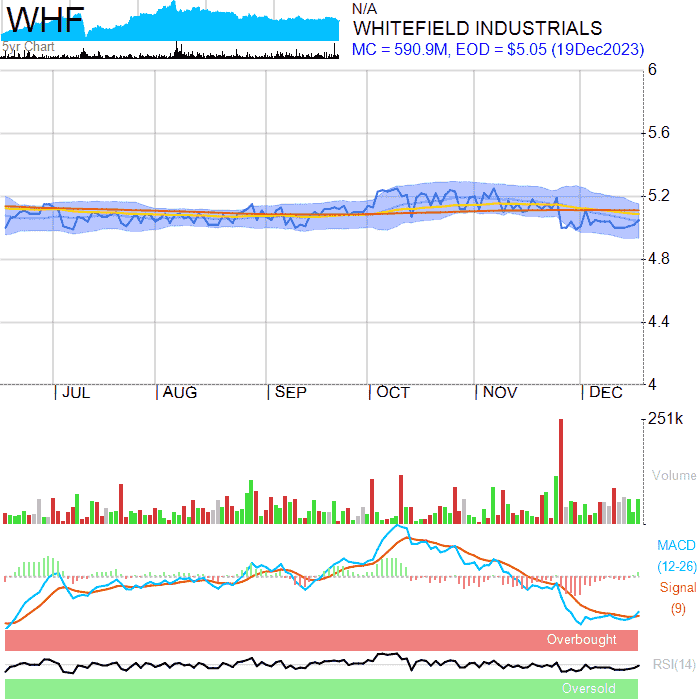 WHF
N/A
WHITEFIELD INDUSTRIALS
5yr Chart
MC = 590.9M, EOD = $5.05 (19Dec2023)
6
5.6
5.2
4.8
4.4
4
JUL AUG SEP OCT NOV DEC
251k
Volume
MACD
(12-26)
Signal
(9)
Overbought
RSI(14)
Oversold